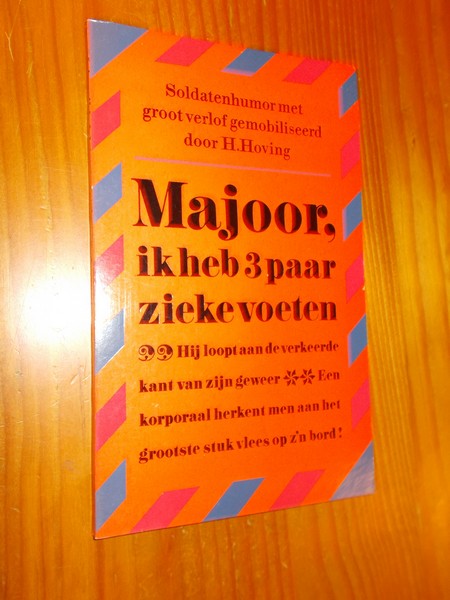 Soldatenhumor met
groot verlof gemobiliseerd
door H. Hoving
Majoor,
ik heb 3 paar
zieke voeten
Hij loopt aan de verkeerde
kant van zijn geweer Een
korporaal herkent men aan het
grootste stuk vlees op z'n bord!